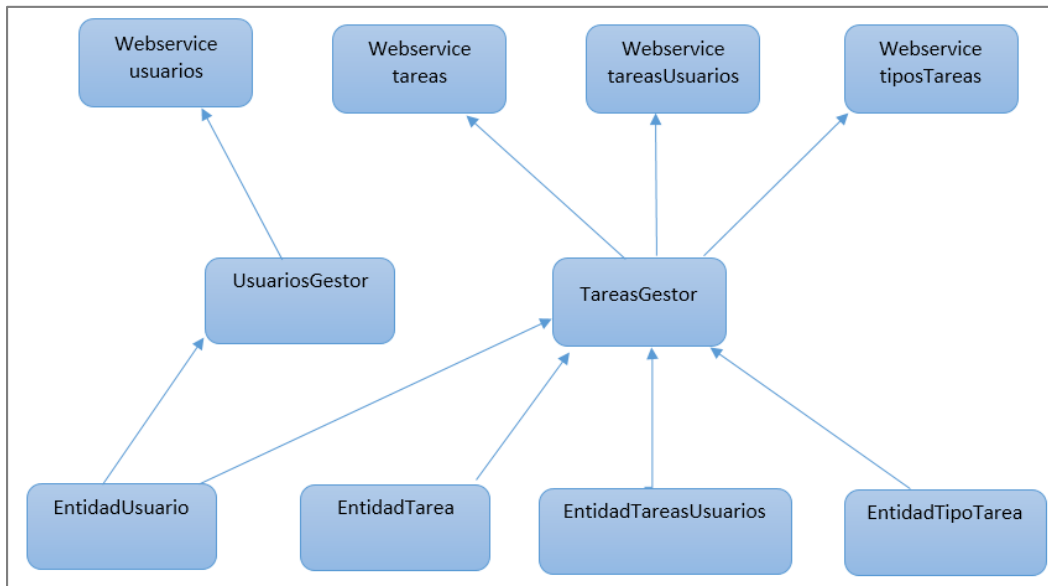 Webservice
usuarios
Webservice
tareas
Webservice
tareasUsuarios
Webservice
tiposTareas
UsuariosGestor
TareasGestor
EntidadUsuario
EntidadTarea
EntidadTareasUsuarios
EntidadTipoTarea